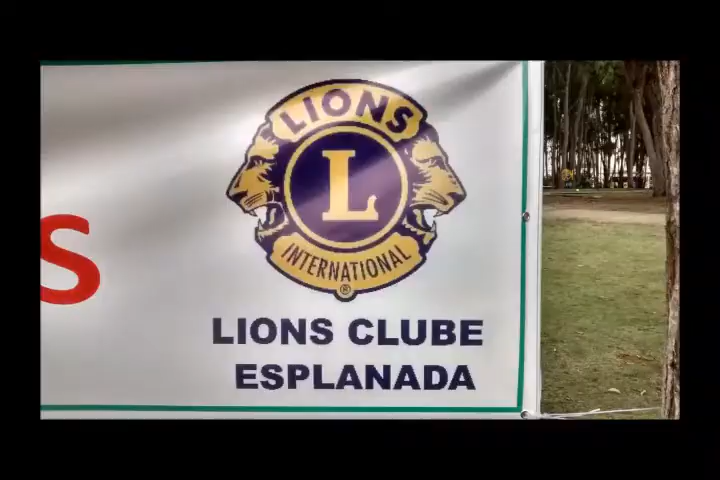 LIONS
L
INTERNATIONAL
®
S
LIONS CLUBE
ESPLANADA